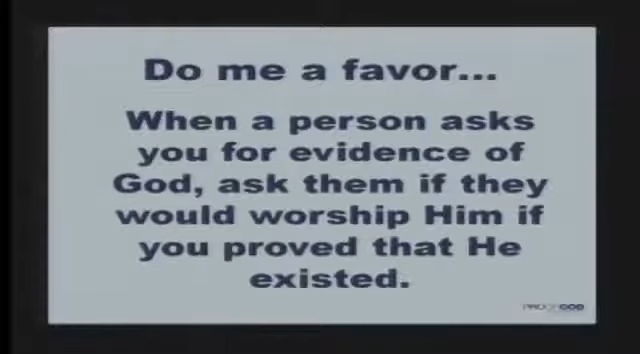 Do me a favor...
When a person asks
you for evidence of
God, ask them if they
would worship Him if
you proved that He
existed.